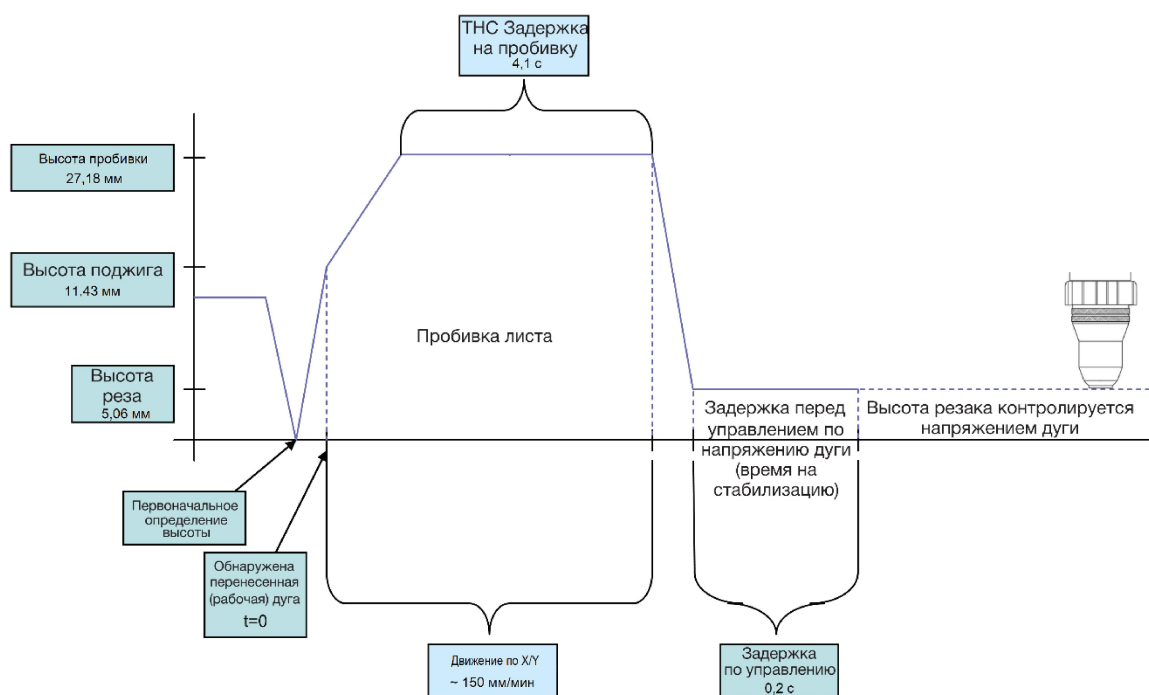 THC Задержка
на пробивку
4,1 с
Высота пробивки
27,18 мм
Высота поджига
11.43 мм
Высота
реза
5,06 мм
Пробивка листа
Задержка перед
управлением по
напряжению дуги
(время на
стабилизацию)
Высота резака контролируется
напряжением дуги
Первоначальное
определение
высоты
Обнаружена
перенесенная
(рабочая) дуга
t=0
Движение по X/Y
~ 150 мм/мин
Задержка
по управлению
0,2 с